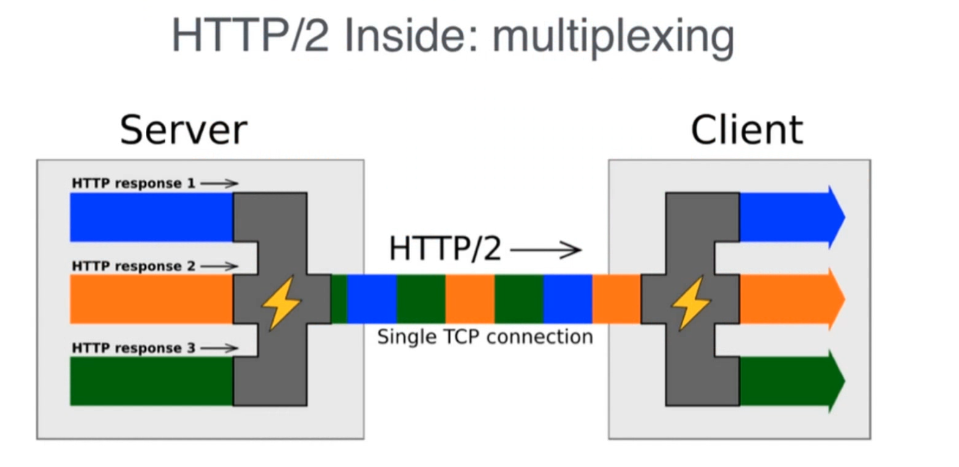 HTTP/2 Inside: multiplexing
Server
Client
HTTP response 1
HTTP response 2
HTTP response 3
HTTP/2
Single TCP connection